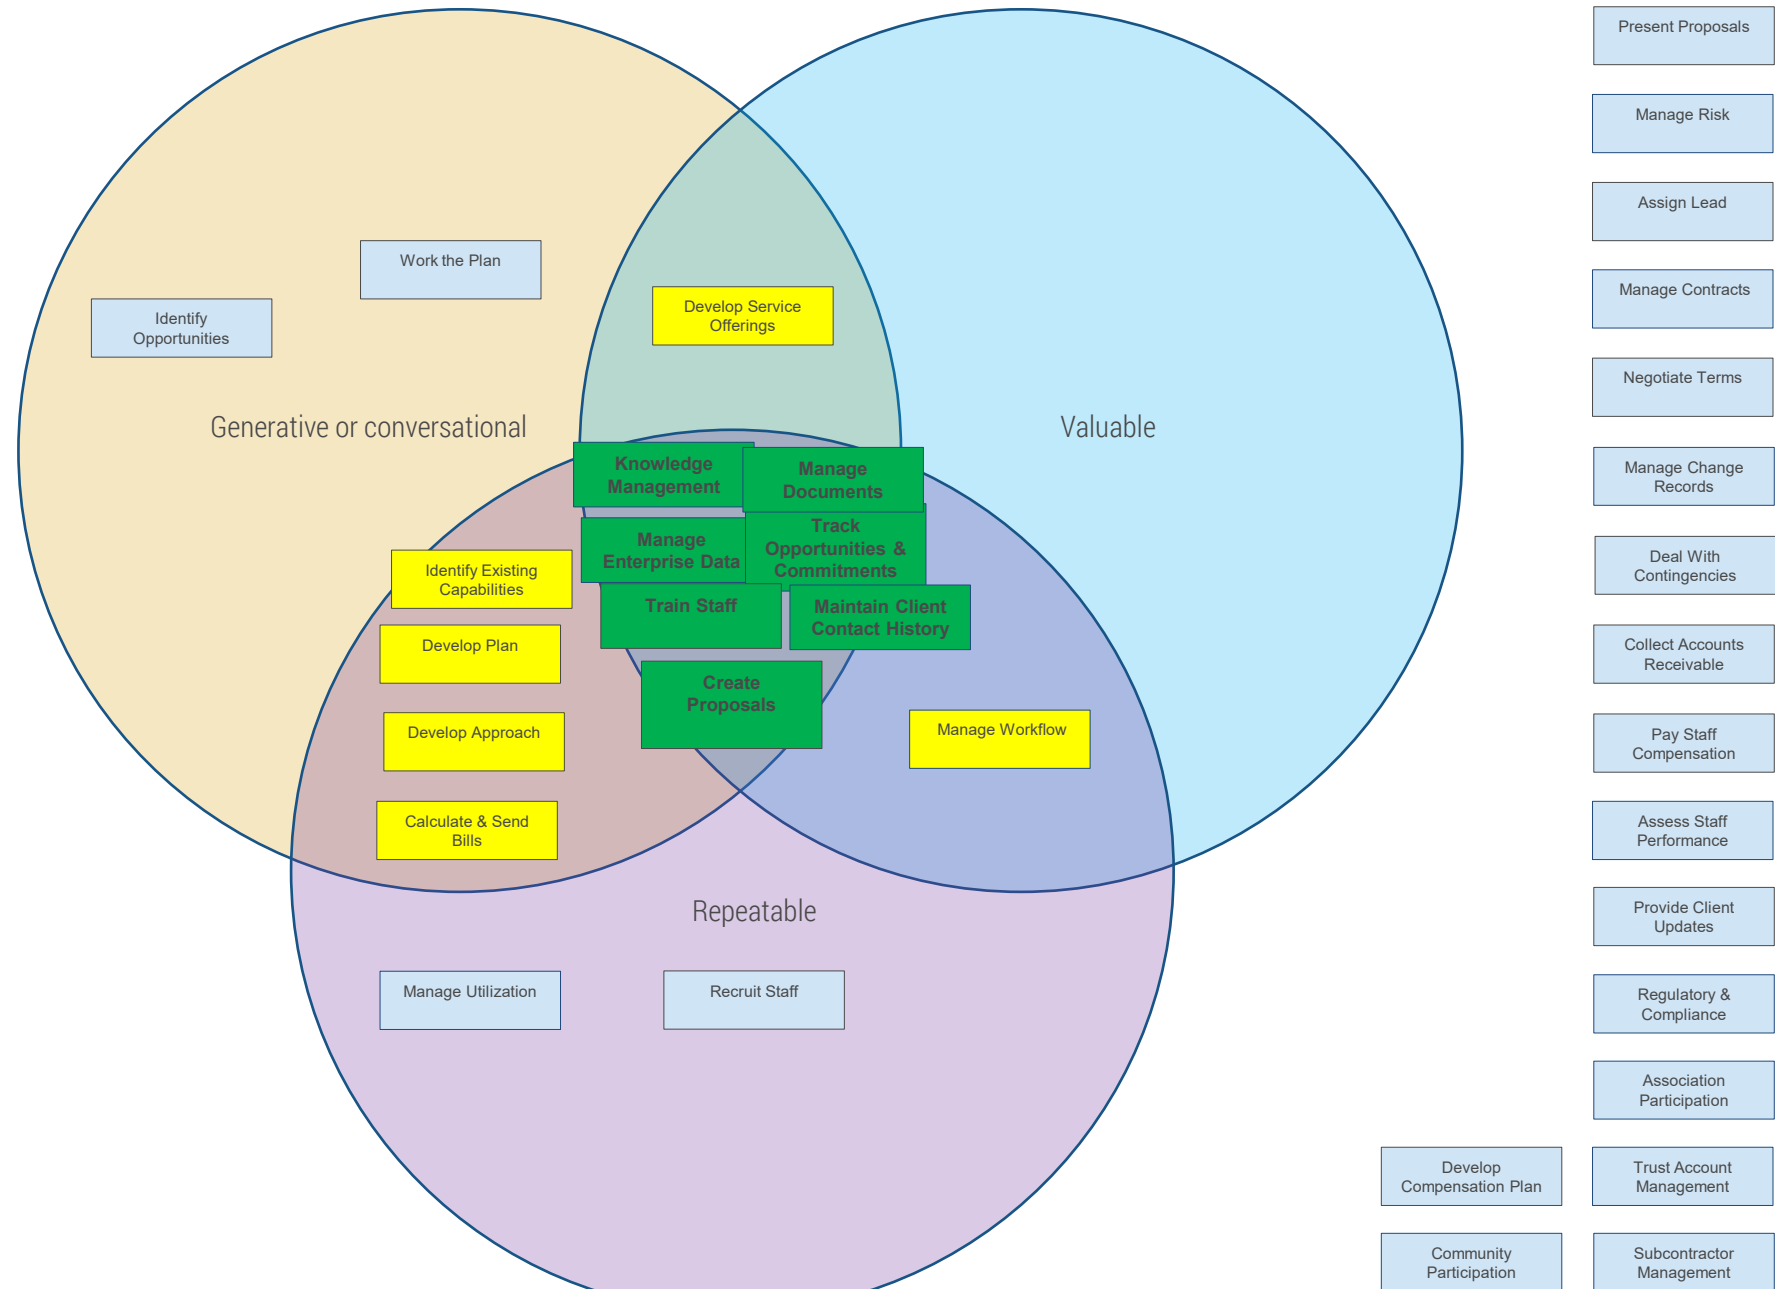 Present Proposals
Manage Risk
Assign Lead
Work the Plan
Identify
Opportunities
Develop Service
Offerings
Manage Contracts
Negotiate Terms
Generative or conversational
Valuable
Knowledge
Management
Manage
Documents
Manage Change
Records
Manage
Enterprise Data
Track
Opportunities &
Commitments
Identify Existing
Capabilities
Deal With
Contingencies
Train Staff
Maintain Client
Contact History
Develop Plan
Collect Accounts
Receivable
Create
Proposals
Develop Approach
Manage Workflow
Pay Staff
Compensation
Calculate & Send
Bills
Assess Staff
Performance
Repeatable
Provide Client
Updates
Manage Utilization
Recruit Staff
Regulatory &
Compliance
Association
Participation
Develop
Compensation Plan
Trust Account
Management
Community
Participation
Subcontractor
Management